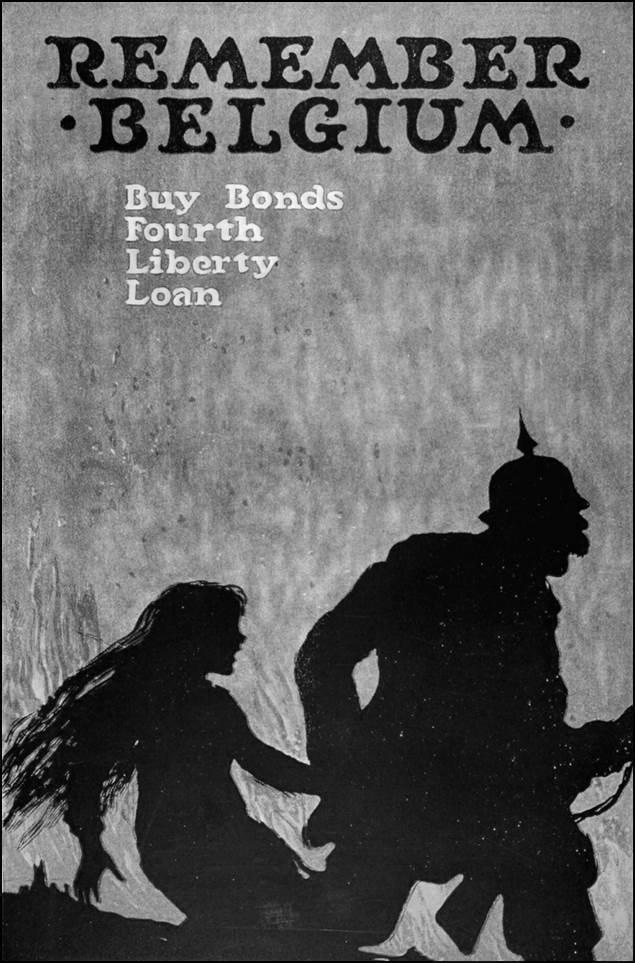 REMEMBER
·BELGIUM·
Buy Bonds
Fourth
Liberty
Loan